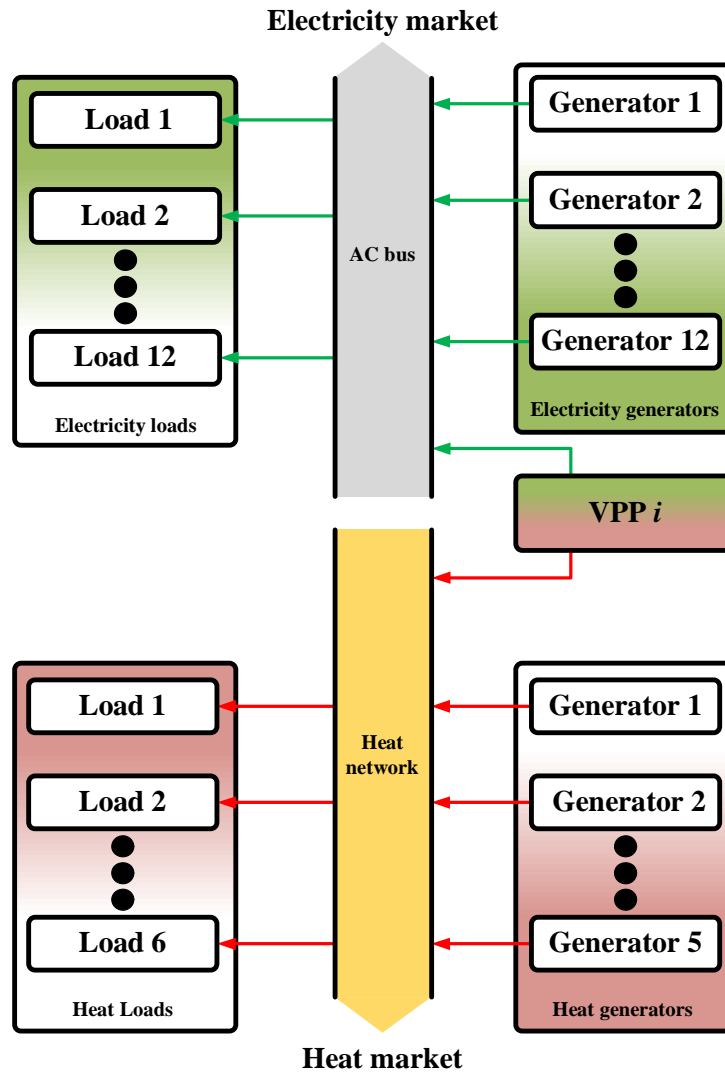 Electricity market
Load 1
Load 2
Load 12
Electricity loads
AC bus
Generator 1
Generator 2
Generator 12
Electricity generators
VPP i
Load 1
Load 2
Load 6
Heat Loads
Heat
network
Generator 1
Generator 2
Generator 5
Heat generators
Heat market